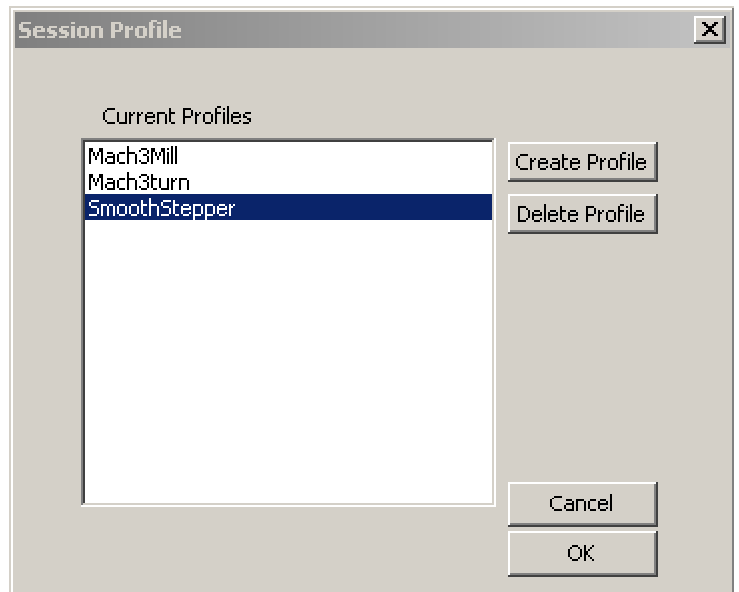 Session Profile
Current Profiles
Mach3Mill
Mach3turn
SmoothStepper
Create Profile
Delete Profile
Cancel
OK